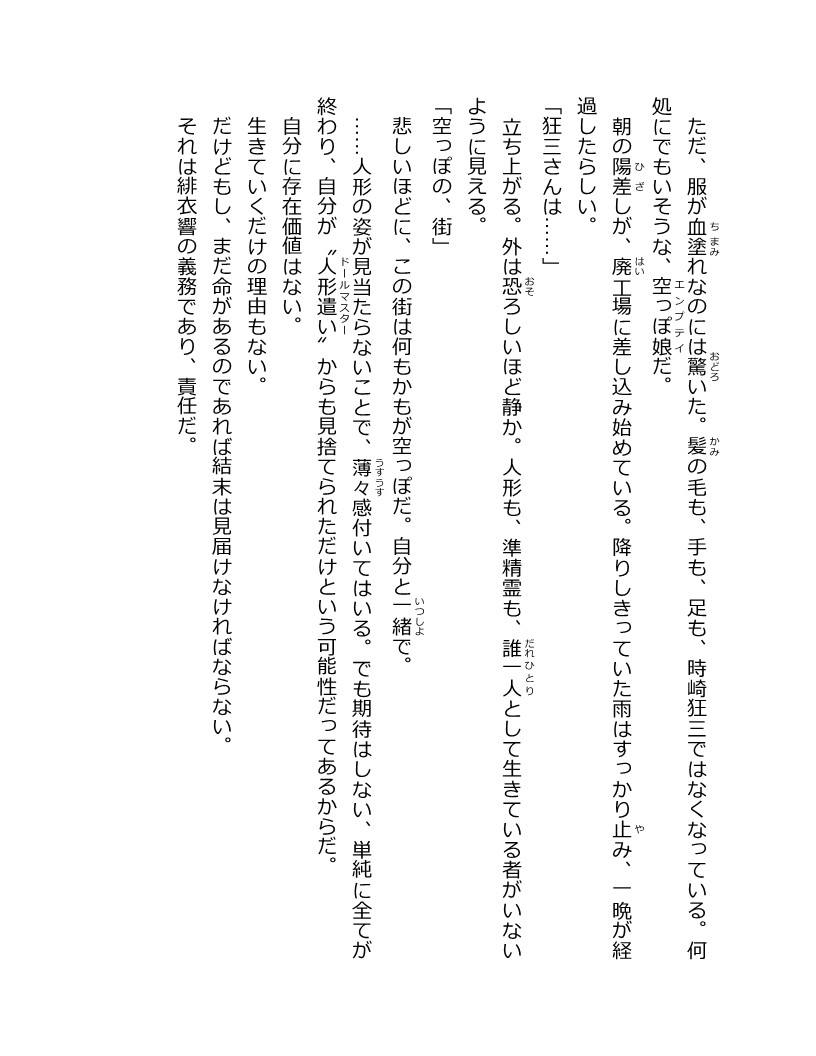 ただ、服が血塗れなのには驚いた。髪の毛も、手も、足も、時崎狂三ではなくなっている。何
処にでもいそうな、空っぽ娘だ。
朝の陽差しが、廃工場に差し込み始めている。降りしきっていた雨はすっかり止み、一晩が経
過したらしい。
「狂三さんは……」
立ち上がる。外は恐ろしいほど静か。人形も、準精霊も、誰一人として生きている者がいない
ように見える。
「空っぽの、街」
悲しいほどに、この街は何もかもが空っぽだ。自分と一緒で。
……人形の姿が見当たらないことで、薄々感付いてはいる。でも期待はしない、単純に全てが
終わり、自分が〝人形遣い〟からも見捨てられただけという可能性だってあるからだ。
自分に存在価値はない。
生きていくだけの理由もない。
だけどもし、まだ命があるのであれば結末は見届けなければならない。
それは緋衣響の義務であり、責任だ。